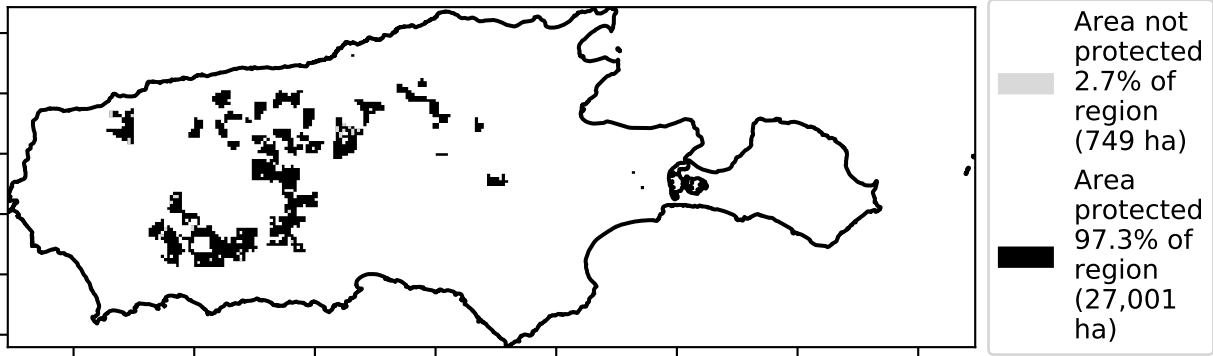 Area not
protected
2.7% of
region
(749 ha)
Area
protected
97.3% of
region
(27,001
ha)